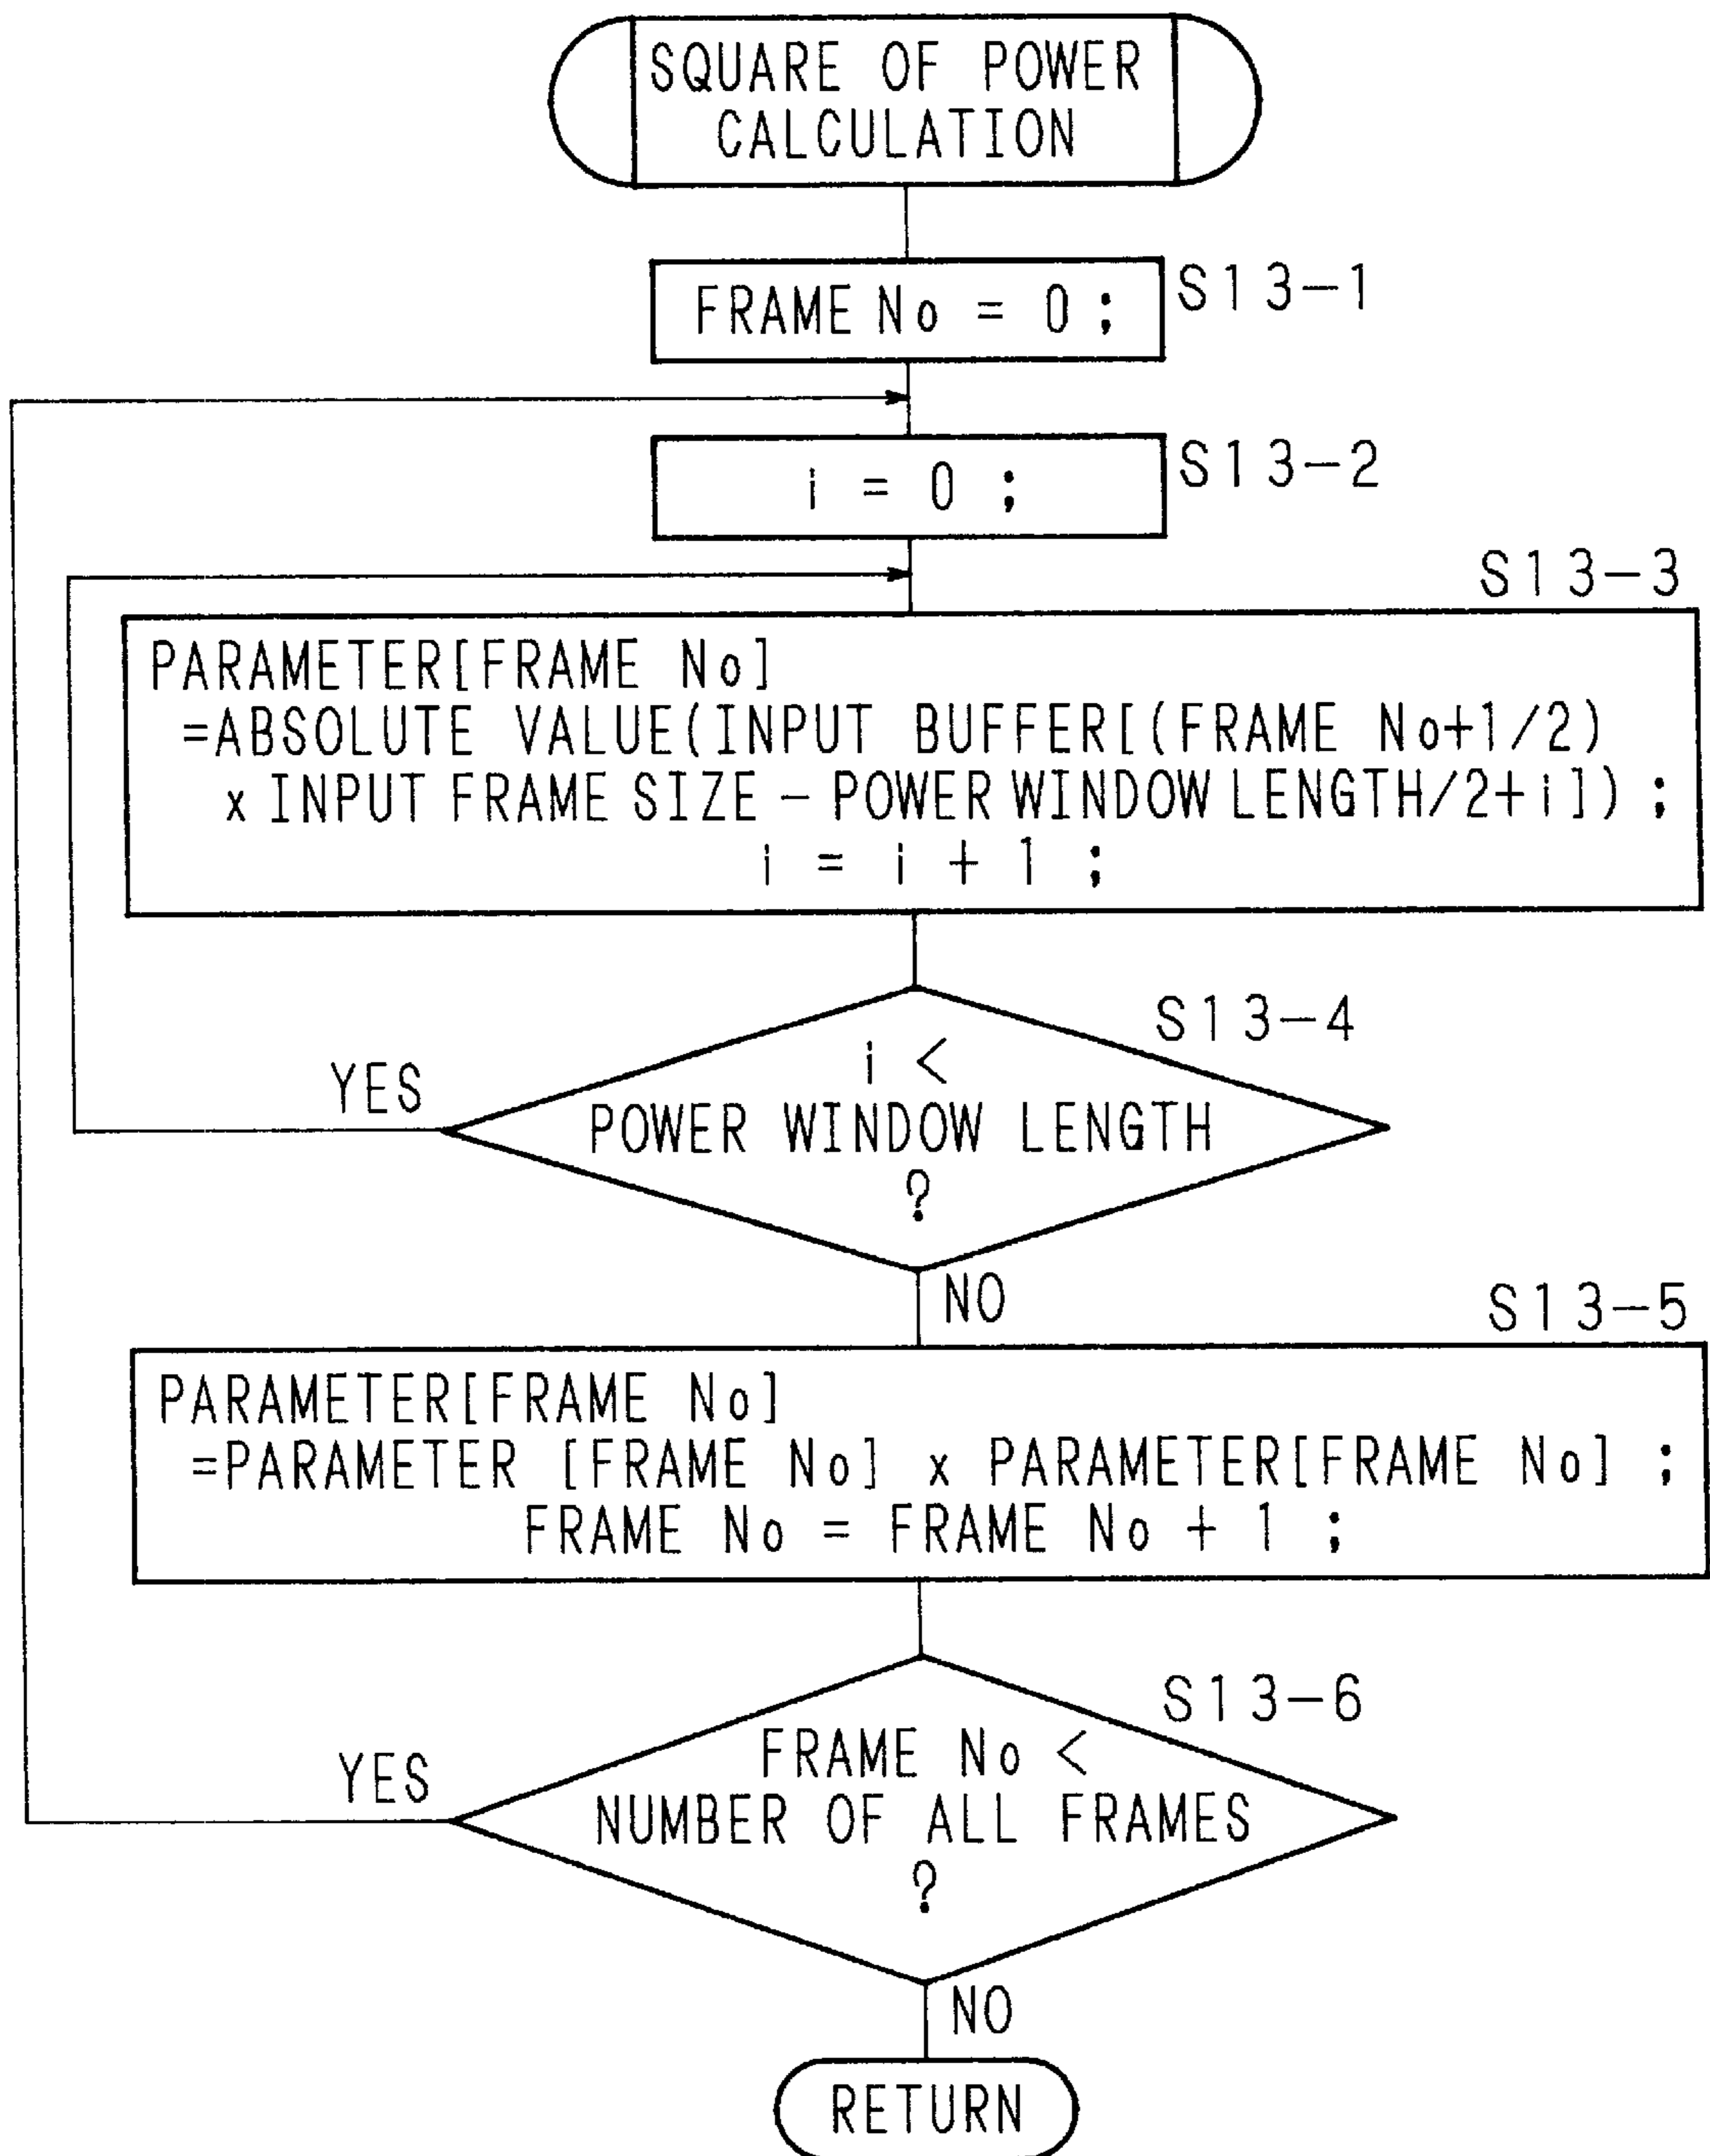 SQUARE OF POWER
CALCULATION
FRAME No = 0 ;
S13-1
i = 0 ;
S13-2
S13-3
PARAMETER[FRAME No]
=ABSOLUTE VALUE(INPUT BUFFER[(FRAME No+1/2)
x INPUT FRAME SIZE - POWER WINDOW LENGTH/2+i]) ;
i = i + 1 ;
S13-4
i <
POWER WINDOW LENGTH
?
YES
NO
S13-5
PARAMETER[FRAME No]
=PARAMETER [FRAME No] x PARAMETER[FRAME No] ;
FRAME No = FRAME No + 1 ;
S13-6
FRAME No <
NUMBER OF ALL FRAMES
?
YES
NO
RETURN